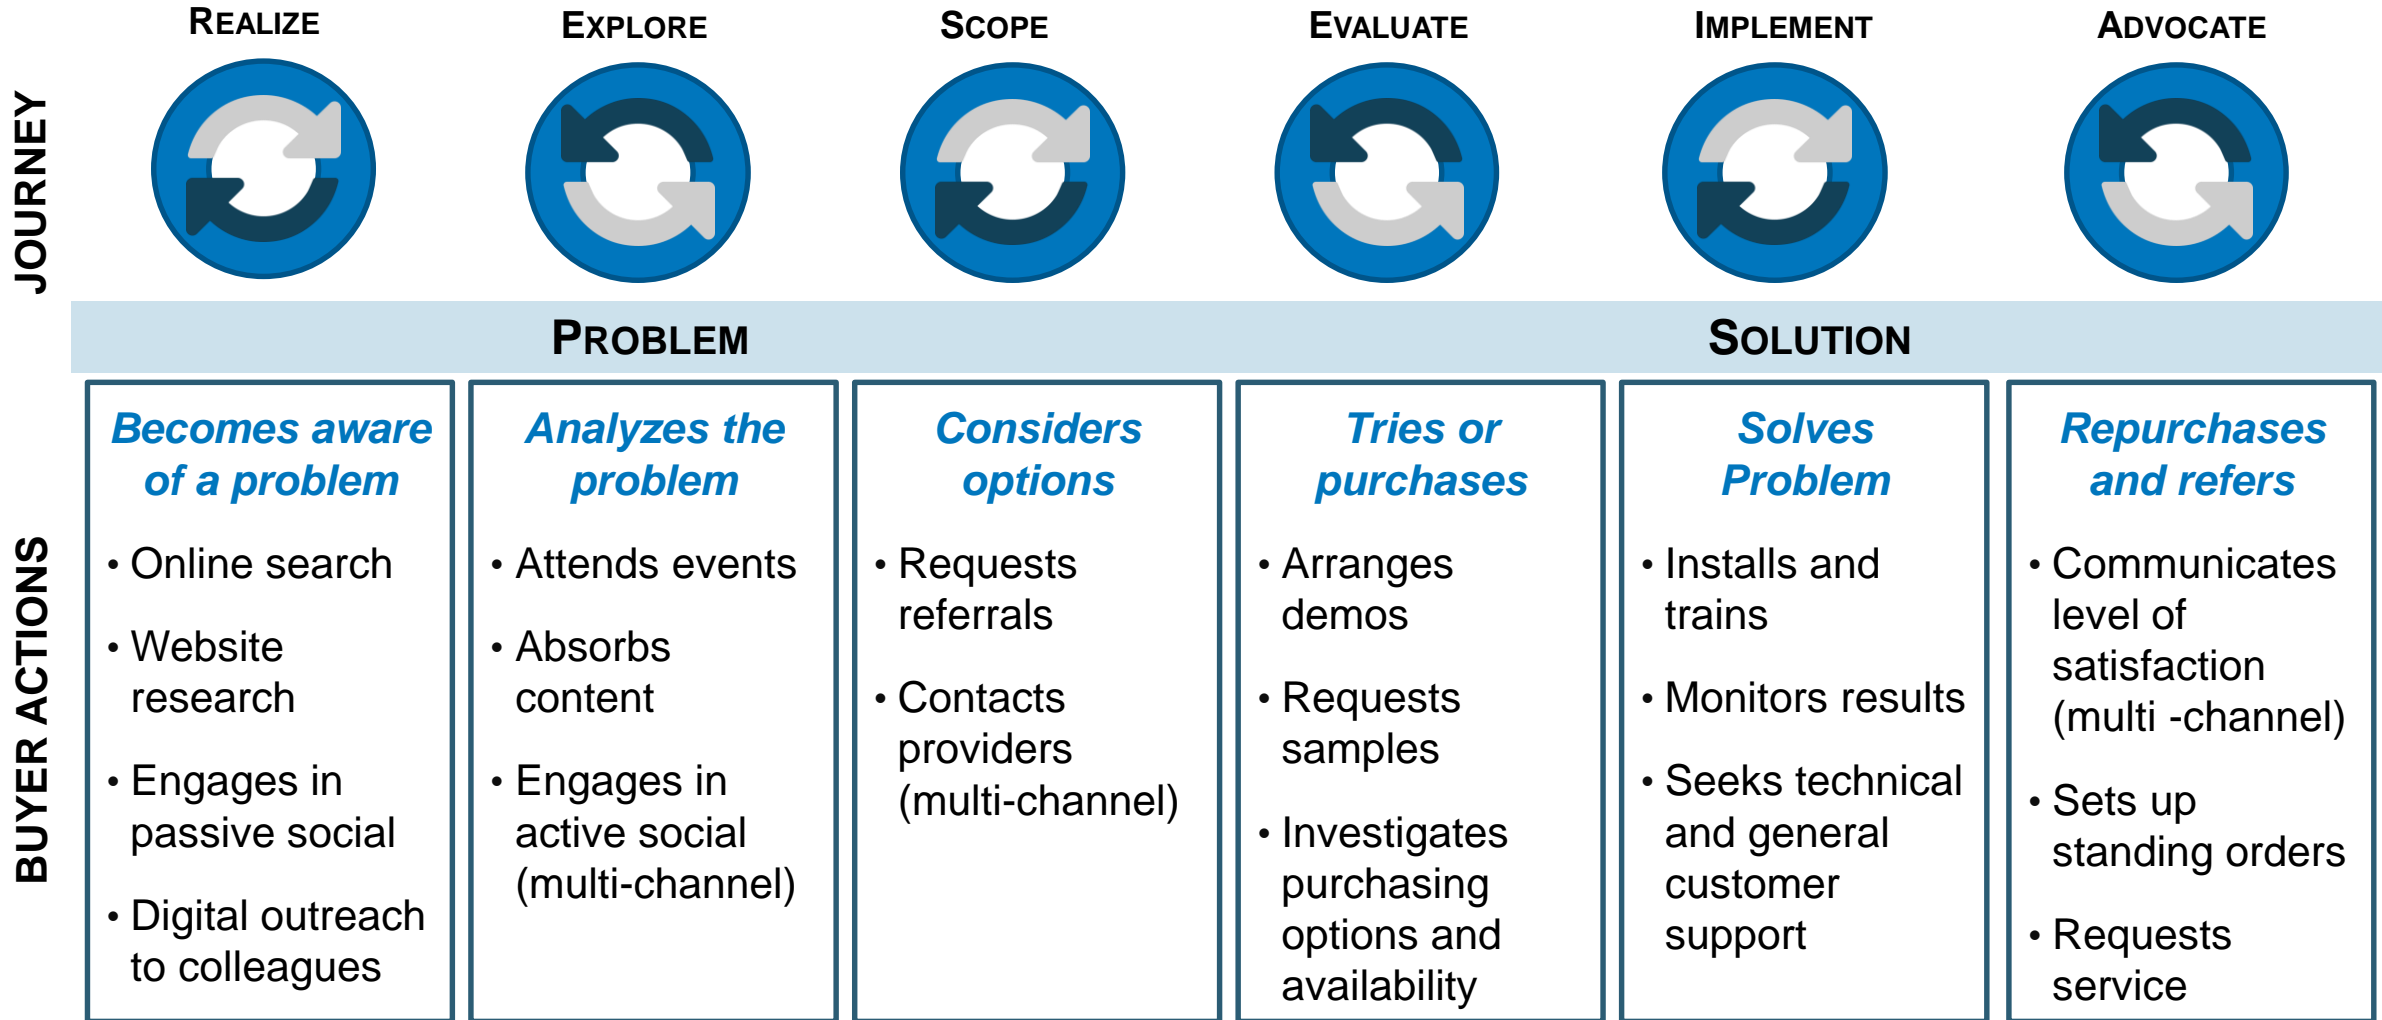 REALIZE
EXPLORE
SCOPE
EVALUATE
IMPLEMENT
ADVOCATE
JOURNEY
PROBLEM
SOLUTION
BUYER ACTIONS
Becomes aware
of a problem
• Online search
• Website
research
• Engages in
passive social
• Digital outreach
to colleagues
Analyzes the
problem
• Attends events
• Absorbs
content
• Engages in
active social
(multi-channel)
Considers
options
• Requests
referrals
• Contacts
providers
(multi-channel)
Tries or
purchases
• Arranges
demos
• Requests
samples
• Investigates
purchasing
options and
availability
Solves
Problem
• Installs and
trains
• Monitors results
• Seeks technical
and general
customer
support
Repurchases
and refers
• Communicates
level of
satisfaction
(multi -channel)
• Sets up
standing orders
• Requests
service